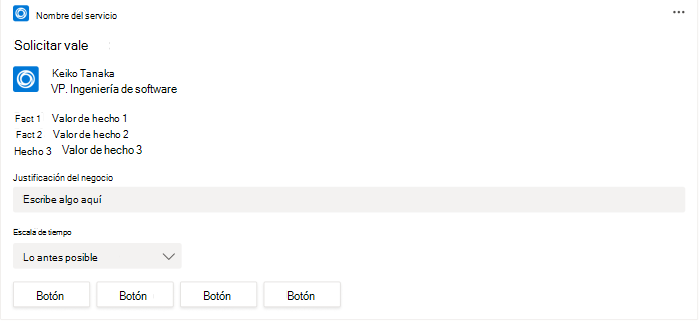 Nombre del servicio
Solicitar vale
Keiko Tanaka
VP. Ingeniería de software
Fact 1 Valor de hecho 1
Fact 2 Valor de hecho 2
Hecho 3 Valor de hecho 3
Justificación del negocio
Escribe algo aquí
Escala de tiempo
Lo antes posible
Botón Botón Botón Botón